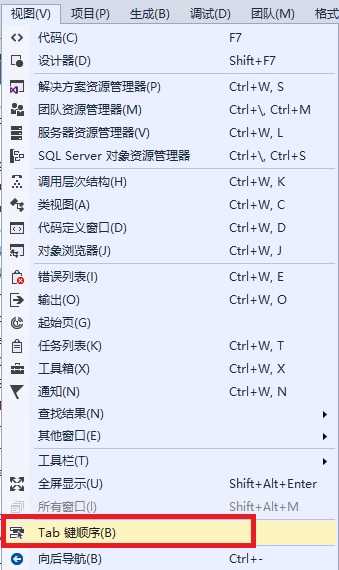 视图(V) 项目(P) 生成(B) 调试(D) 团队(M) 格式
代码(C) F7
设计器(D) Shift+F7
解决方案资源管理器(P) Ctrl+W, S
团队资源管理器(M) Ctrl+\, Ctrl+M
服务器资源管理器(V) Ctrl+W, L
SQL Server 对象资源管理器 Ctrl+\, Ctrl+S
调用层次结构(H) Ctrl+W, K
类视图(A) Ctrl+W, C
代码定义窗口(D) Ctrl+W, D
对象浏览器(J) Ctrl+W, J
错误列表(I) Ctrl+W, E
输出(O) Ctrl+W, O
起始页(G)
任务列表(K) Ctrl+W, T
工具箱(X) Ctrl+W, X
通知(N) Ctrl+W, N
查找结果(N)
其他窗口(E)
工具栏(T)
全屏显示(U) Shift+Alt+Enter
所有窗口(I) Shift+Alt+M
Tab 键顺序(B)
向后导航(B) Ctrl+-